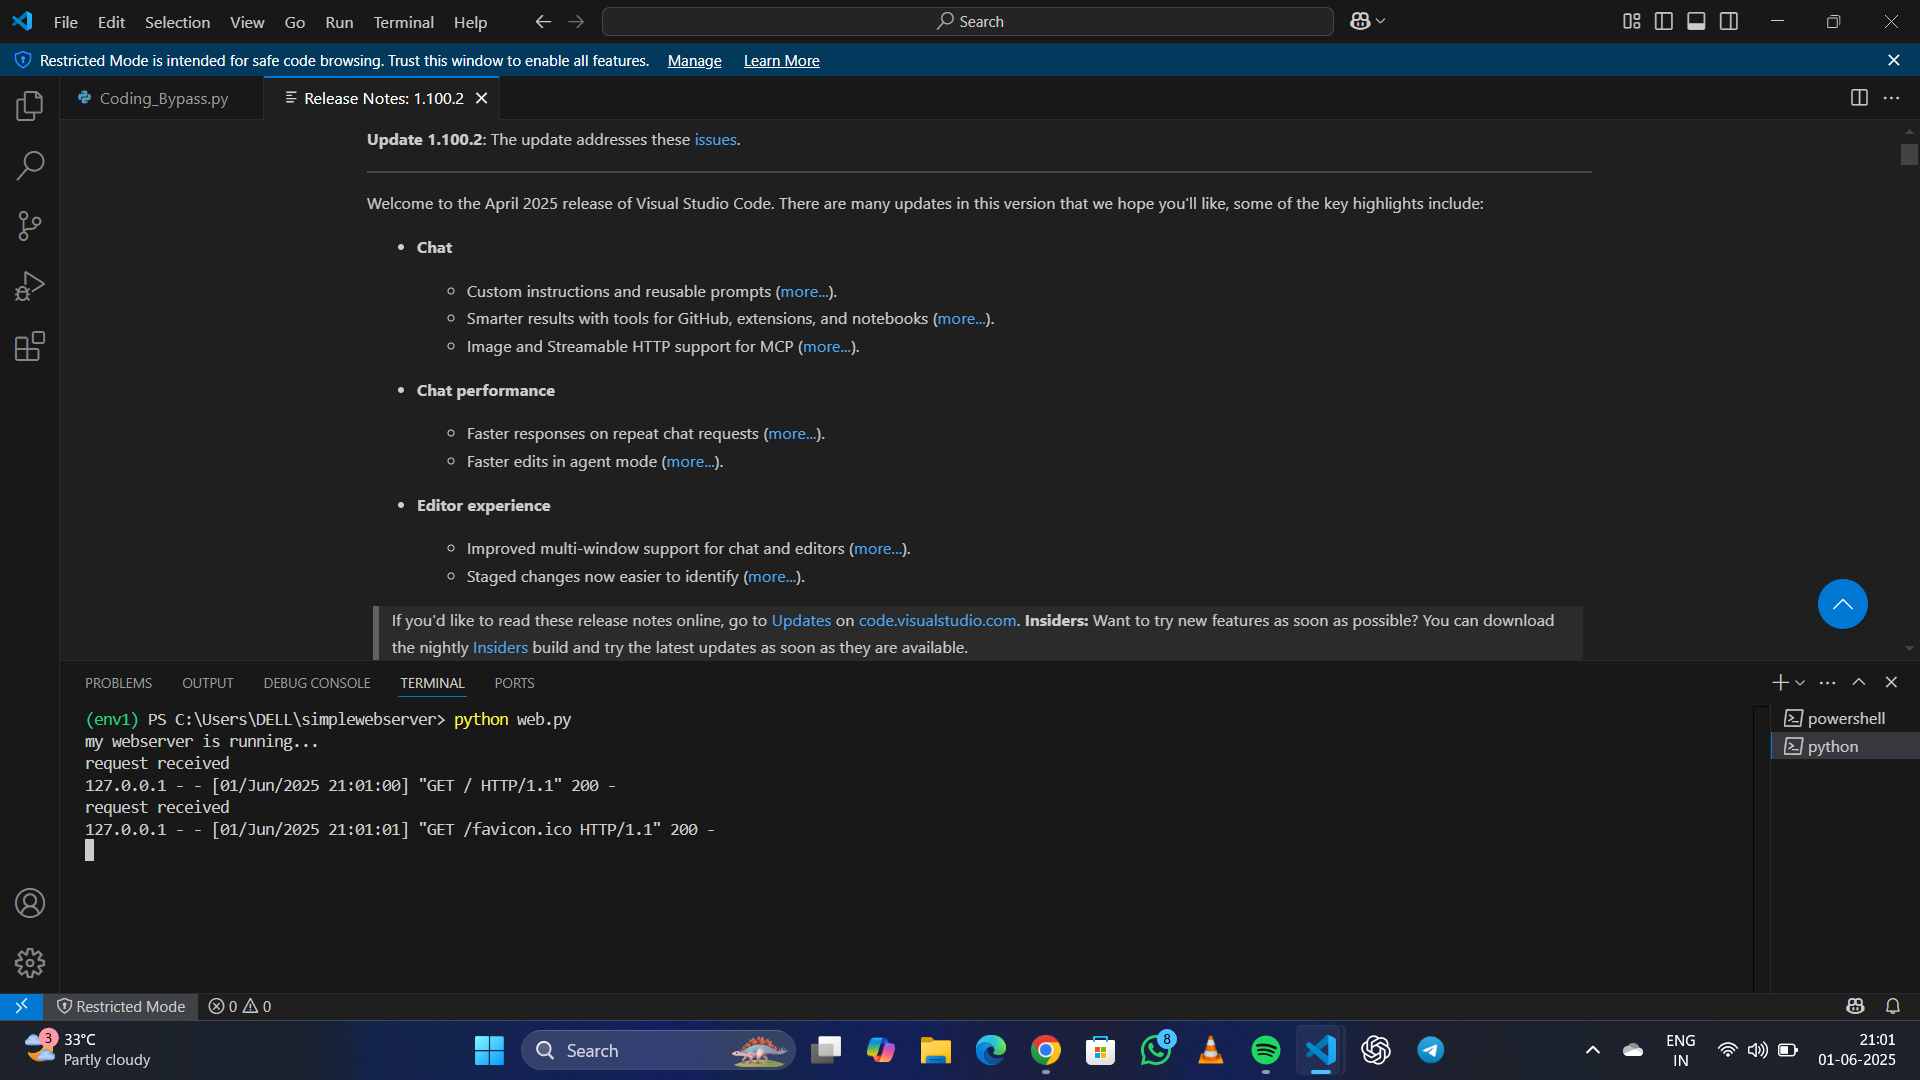 File Edit Selection View Go Run Terminal Help Search
Restricted Mode is intended for safe code browsing. Trust this window to enable all features. Manage Learn More
Coding_Bypass.py Release Notes: 1.100.2
Update 1.100.2: The update addresses these issues.
Welcome to the April 2025 release of Visual Studio Code. There are many updates in this version that we hope you'll like, some of the key highlights include:
• Chat
Custom instructions and reusable prompts (more...).
Smarter results with tools for GitHub, extensions, and notebooks (more...).
Image and Streamable HTTP support for MCP (more...).
• Chat performance
Faster responses on repeat chat requests (more...).
Faster edits in agent mode (more...).
• Editor experience
Improved multi-window support for chat and editors (more...).
Staged changes now easier to identify (more...).
If you'd like to read these release notes online, go to Updates on code.visualstudio.com. Insiders: Want to try new features as soon as possible? You can download
the nightly Insiders build and try the latest updates as soon as they are available.
PROBLEMS OUTPUT DEBUG CONSOLE TERMINAL PORTS
(env1) PS C:\Users\DELL\simplewebserver> python web.py
my webserver is running...
request received
127.0.0.1 - - [01/Jun/2025 21:01:00] "GET / HTTP/1.1" 200 -
request received
127.0.0.1 - - [01/Jun/2025 21:01:01] "GET /favicon.ico HTTP/1.1" 200 -
powershell
python
Restricted Mode 0 0
3
33°C
Partly cloudy
Search
8
ENG
IN
21:01
01-06-2025